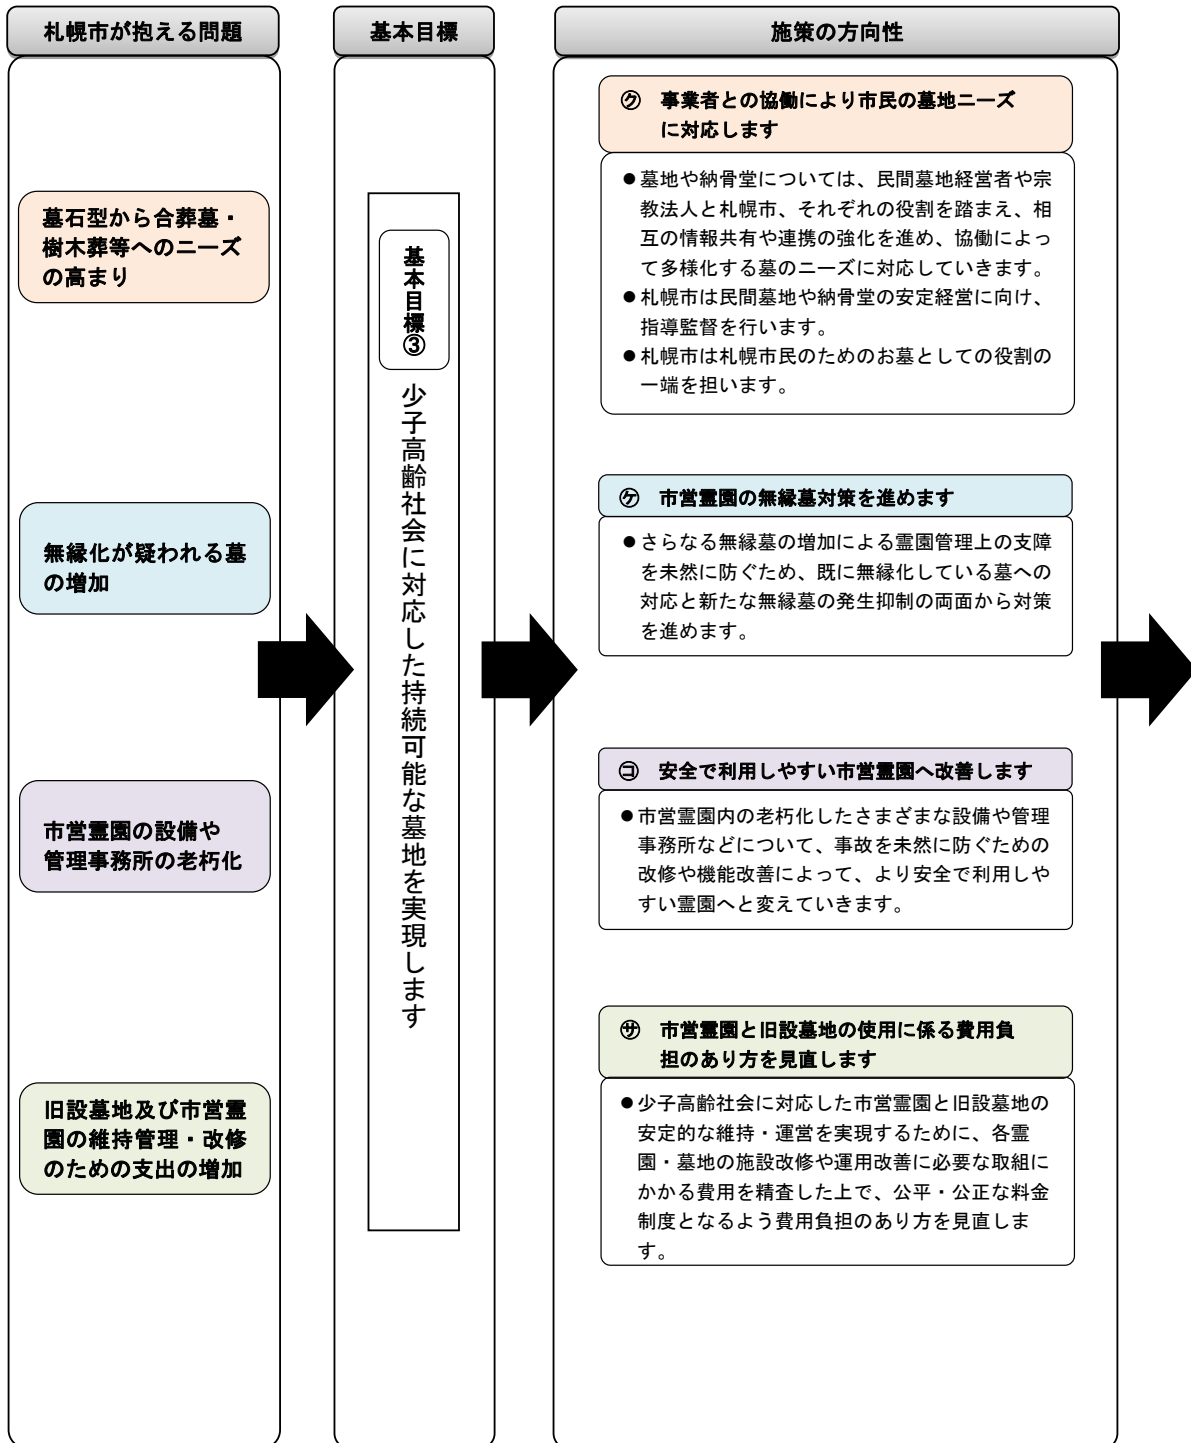 札幌市が抱える問題
墓石型から合葬墓・
樹木葬等へのニーズ
の高まり
無縁化が疑われる墓
の増加
市営霊園の設備や
管理事務所の老朽化
旧設墓地及び市営霊
園の維持管理・改修
のための支出の増加
基本目標
基本目標③
少子高齢社会に対応した持続可能な墓地を実現します
施策の方向性
㋗ 事業者との協働により市民の墓地ニーズ
に対応します
●墓地や納骨堂については、民間墓地経営者や宗
教法人と札幌市、それぞれの役割を踏まえ、相
互の情報共有や連携の強化を進め、協働によっ
て多様化する墓のニーズに対応していきます。
●札幌市は民間墓地や納骨堂の安定経営に向け、
指導監督を行います。
●札幌市は札幌市民のためのお墓としての役割の
一端を担います。
㋘ 市営霊園の無縁墓対策を進めます
●さらなる無縁墓の増加による霊園管理上の支障
を未然に防ぐため、既に無縁化している墓への
対応と新たな無縁墓の発生抑制の両面から対策
を進めます。
㋙ 安全で利用しやすい市営霊園へ改善します
●市営霊園内の老朽化したさまざまな設備や管理
事務所などについて、事故を未然に防ぐための
改修や機能改善によって、より安全で利用しや
すい霊園へと変えていきます。
㋚ 市営霊園と旧設墓地の使用に係る費用負
担のあり方を見直します
●少子高齢社会に対応した市営霊園と旧設墓地の
安定的な維持・運営を実現するために、各霊
園・墓地の施設改修や運用改善に必要な取組に
かかる費用を精査した上で、公平・公正な料金
制度となるよう費用負担のあり方を見直しま
す。